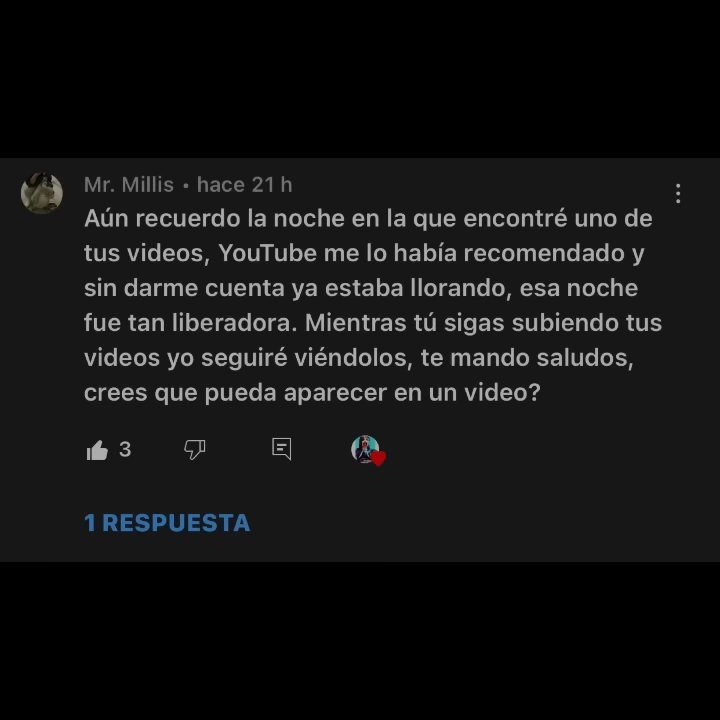 Mr. Millis • hace 21 h
Aún recuerdo la noche en la que encontré uno de
tus videos, YouTube me lo había recomendado y
sin darme cuenta ya estaba llorando, esa noche
fue tan liberadora. Mientras tú sigas subiendo tus
videos yo seguiré viéndolos, te mando saludos,
crees que pueda aparecer en un video?
3
1 RESPUESTA